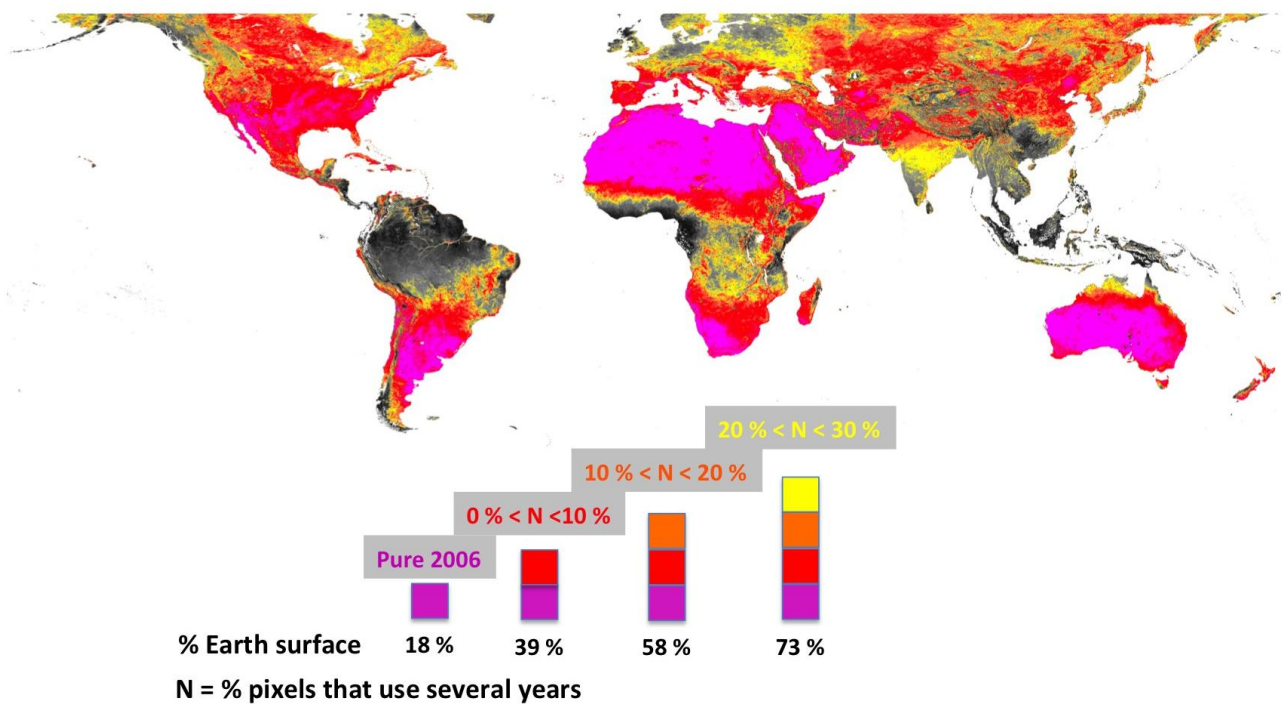 20 % < N < 30 %
10 % < N < 20 %
0 % < N <10 %
Pure 2006
% Earth surface 18 % 39 % 58 % 73 %
N = % pixels that use several years